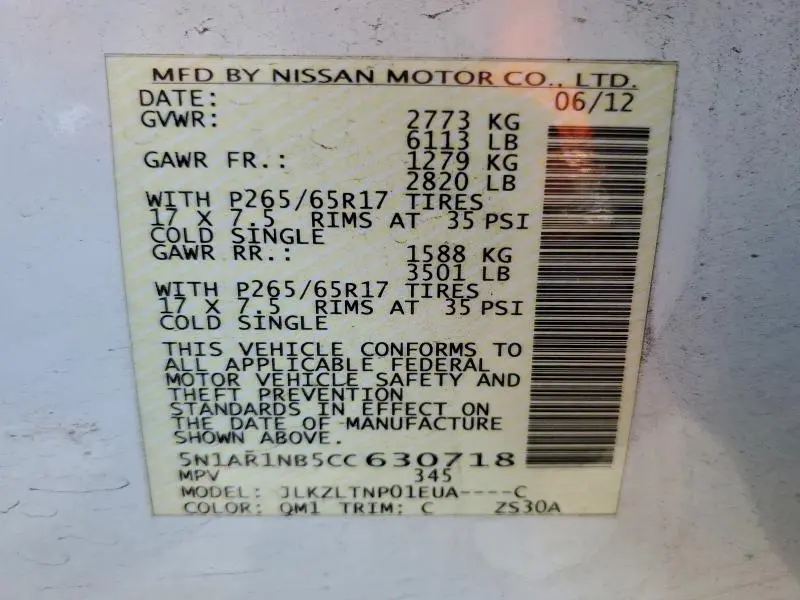 MFD BY NISSAN MOTOR CO., LTD.
DATE: 06/12
GVWR: 2773 KG
6113 LB
GAWR FR.: 1279 KG
2820 LB
WITH P265/65R17 TIRES
17 X 7.5 RIMS AT 35 PSI
COLD SINGLE
GAWR RR.: 1588 KG
3501 LB
WITH P265/65R17 TIRES
17 X 7.5 RIMS AT 35 PSI
COLD SINGLE
THIS VEHICLE CONFORMS TO
ALL APPLICABLE FEDERAL
MOTOR VEHICLE SAFETY AND
THEFT PREVENTION
STANDARDS IN EFFECT ON
THE DATE OF MANUFACTURE
SHOWN ABOVE.
5N1AR1NB5CC630718
MPV 345
MODEL: JLKZLTNP01EUA----C
COLOR: QM1 TRIM: C ZS30A